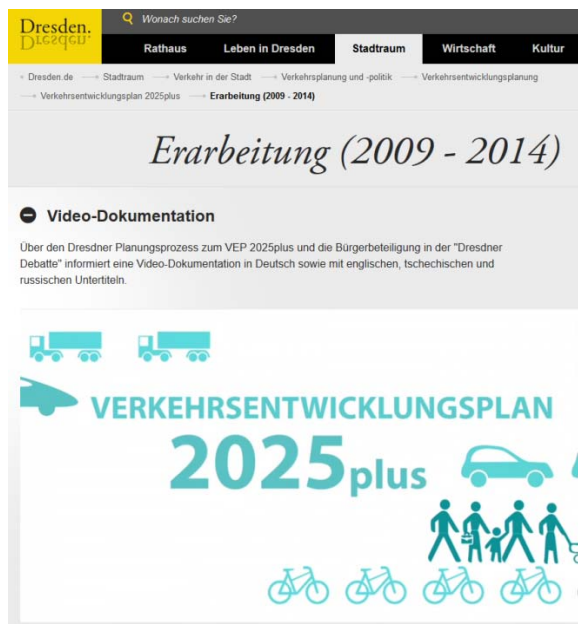 Dresden.
Dresden.
Wonach suchen Sie?
Rathaus Leben in Dresden Stadtraum Wirtschaft Kultur
Dresden.de Stadtraum Verkehr in der Stadt Verkehrsplanung und -politik Verkehrsentwicklungsplanung
Verkehrsentwicklungsplan 2025plus Erarbeitung (2009 - 2014)
Erarbeitung (2009 - 2014)
Video-Dokumentation
Über den Dresdner Planungsprozess zum VEP 2025plus und die Bürgerbeteiligung in der "Dresdner
Debatte" informiert eine Video-Dokumentation in Deutsch sowie mit englischen, tschechischen und
russischen Untertiteln.
VERKEHRSENTWICKLUNGSPLAN
2025plus